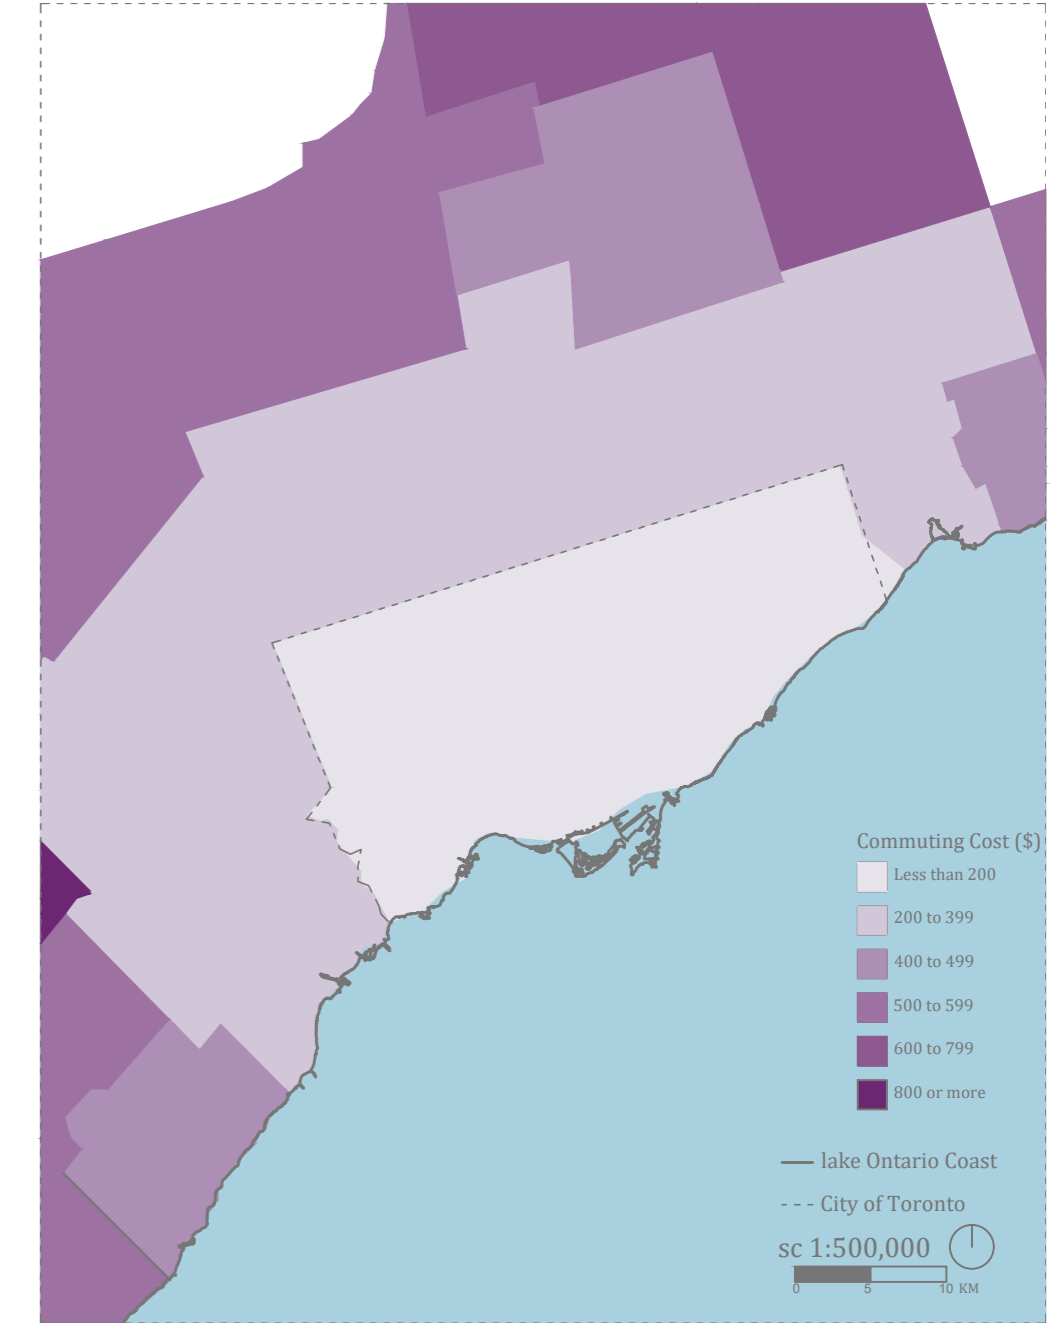 Commuting Cost ($)
Less than 200
200 to 399
400 to 499
500 to 599
600 to 799
800 or more
lake Ontario Coast
City of Toronto
sc 1:500,000
0 5 10 KM